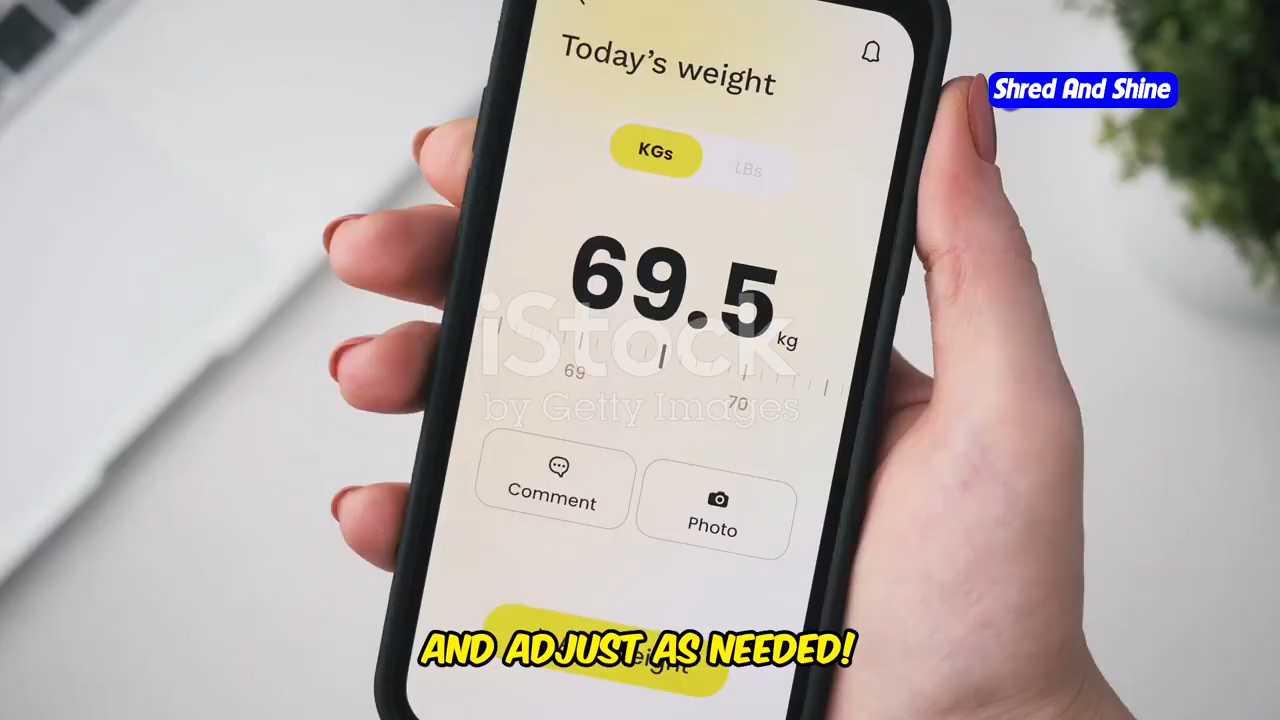 Today's weight
Shred And Shine
KGs
LBs
69.5
kg
iStock
69
70
by Getty Images
Comment
Photo
AND ADJUST AS NEEDED!